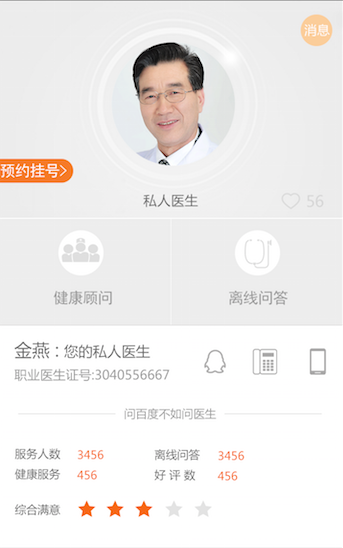 消息
预约挂号>
私人医生
56
健康顾问 离线问答
金燕：您的私人医生
职业医生证号:3040556667
问百度不如问医生
服务人数 3456 离线问答 3456
健康服务 456 好 评 数 456
综合满意